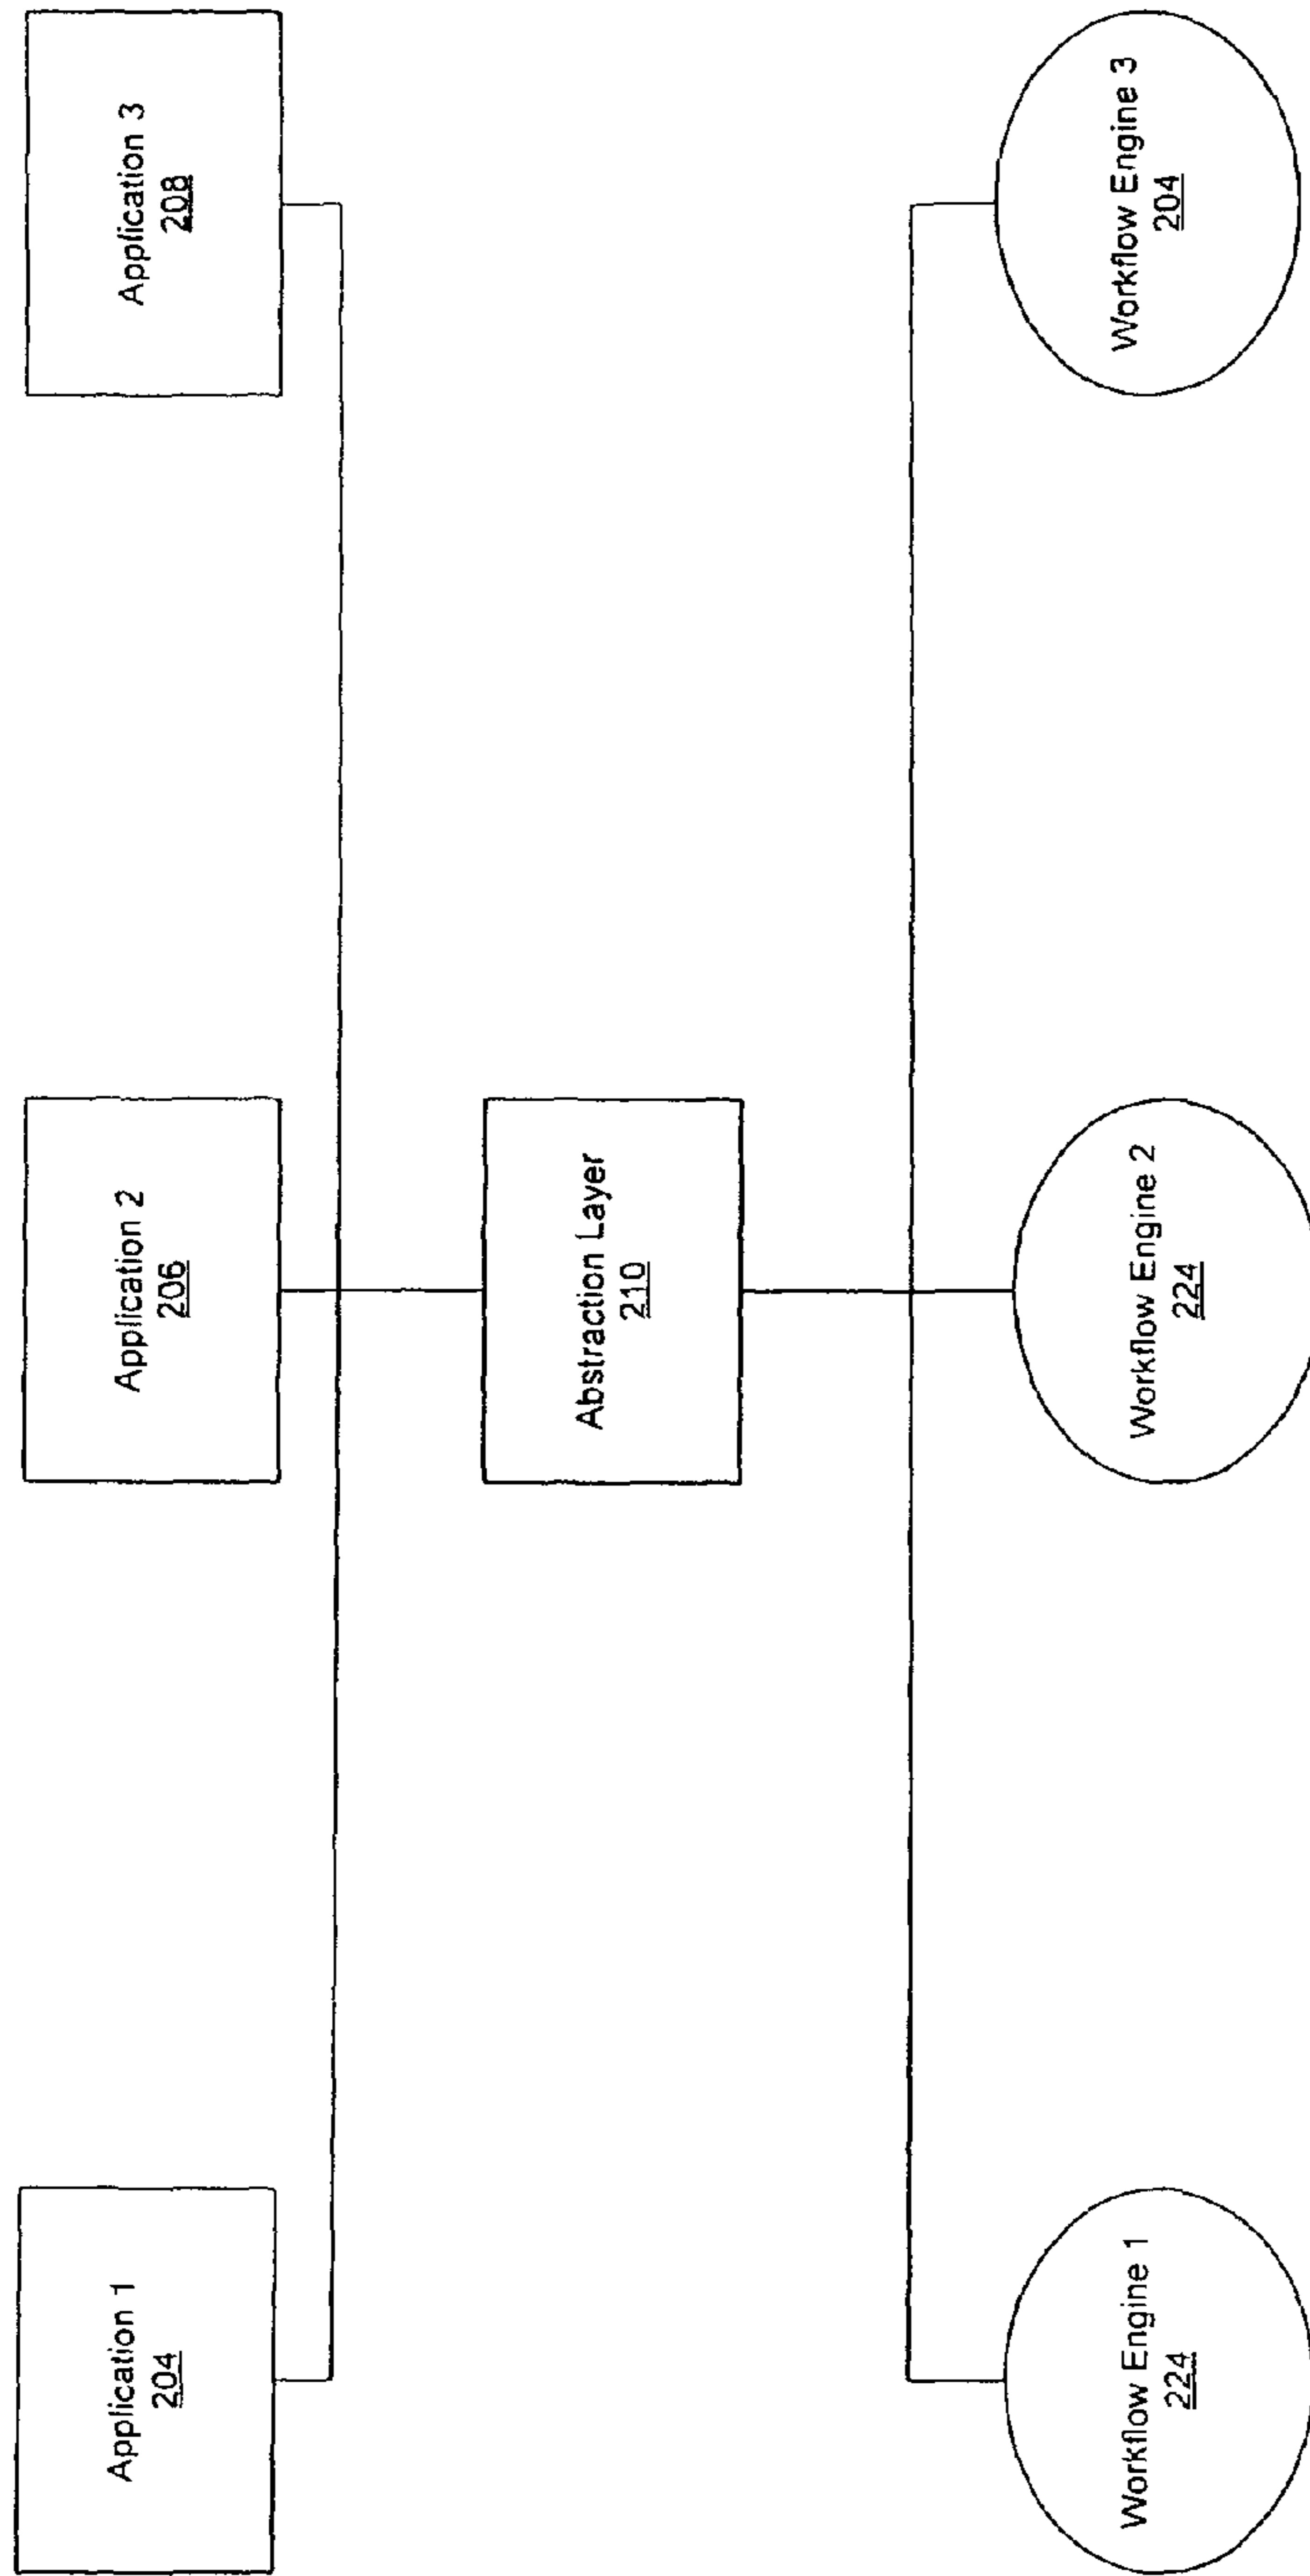 Application 1
204
Application 2
206
Application 3
208
Abstraction Layer
210
Workflow Engine 1
224
Workflow Engine 2
224
Workflow Engine 3
204